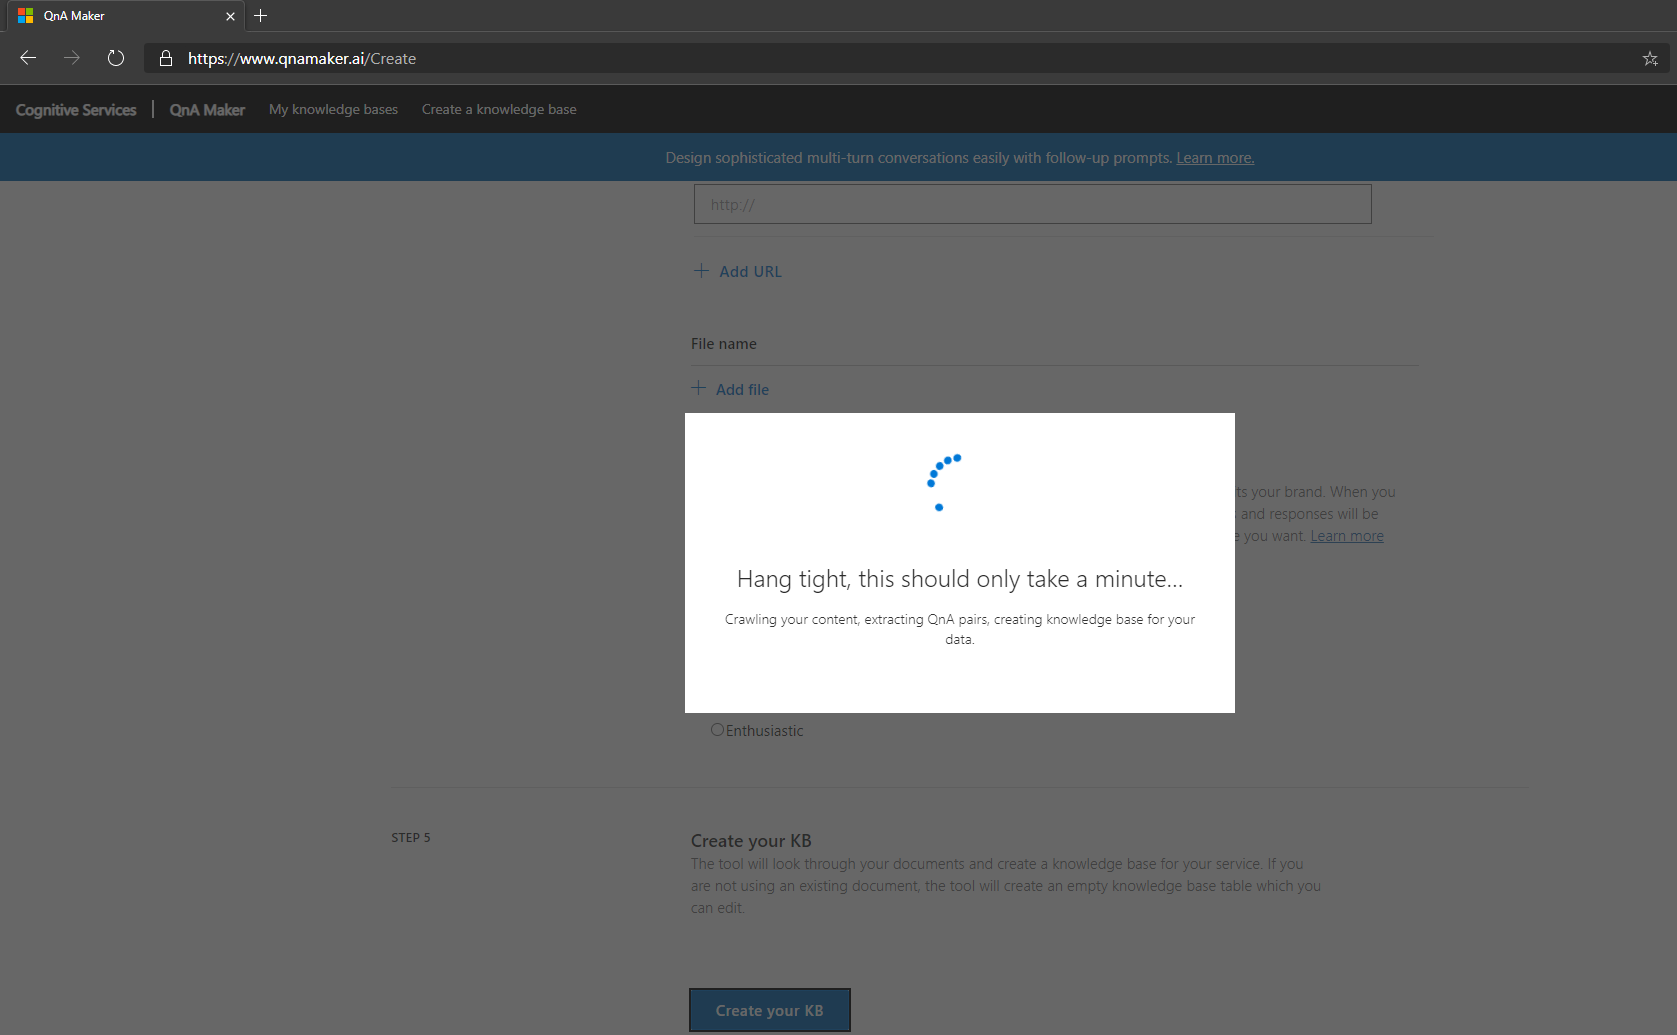 QnA Maker
https://www.qnamaker.ai/Create
Cognitive Services | QnA Maker My knowledge bases Create a knowledge base
Design sophisticated multi-turn conversations easily with follow-up prompts. Learn more.
http://
Add URL
File name
Add file
ts your brand. When you
and responses will be
e you want. Learn more
Hang tight, this should only take a minute...
Crawling your content, extracting QnA pairs, creating knowledge base for your
data.
Enthusiastic
STEP 5
Create your KB
The tool will look through your documents and create a knowledge base for your service. If you
are not using an existing document, the tool will create an empty knowledge base table which you
can edit.
Create your KB